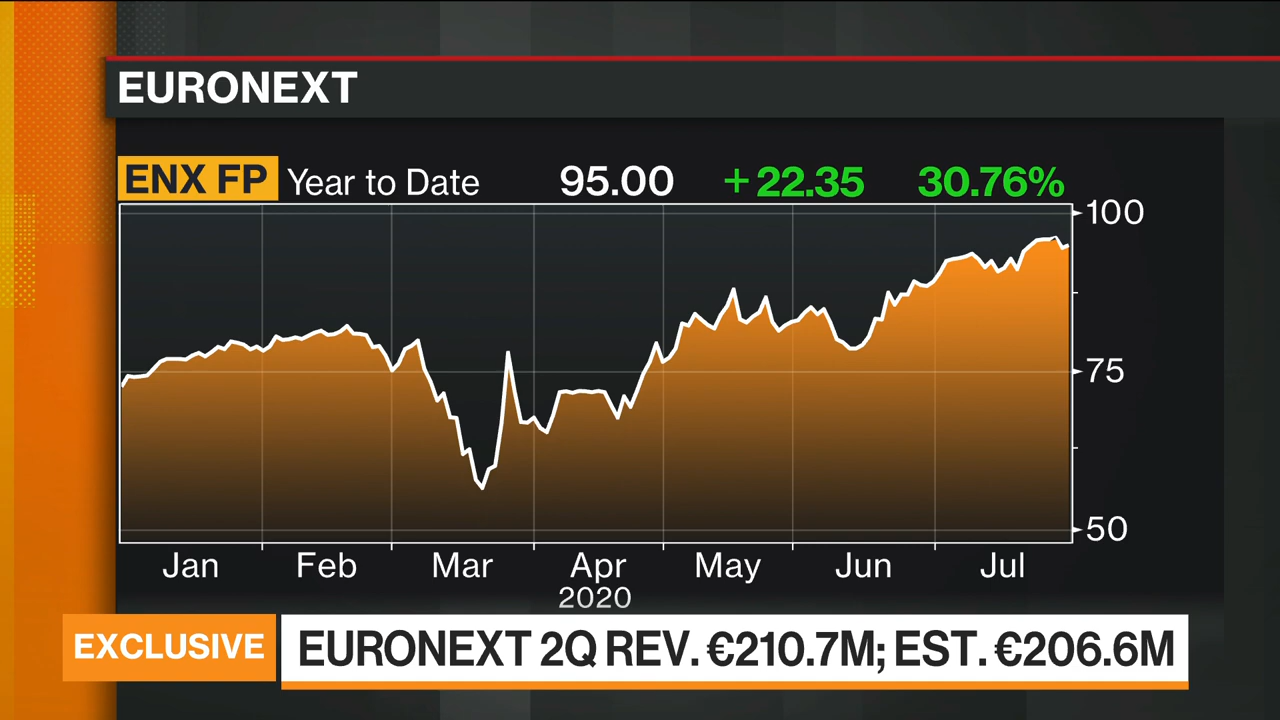 EURONEXT
ENX FP Year to Date 95.00 +22.35 30.76%
100
75
50
Jan Feb Mar Apr May Jun Jul
2020
EXCLUSIVE EURONEXT 2Q REV. €210.7M; EST. €206.6M